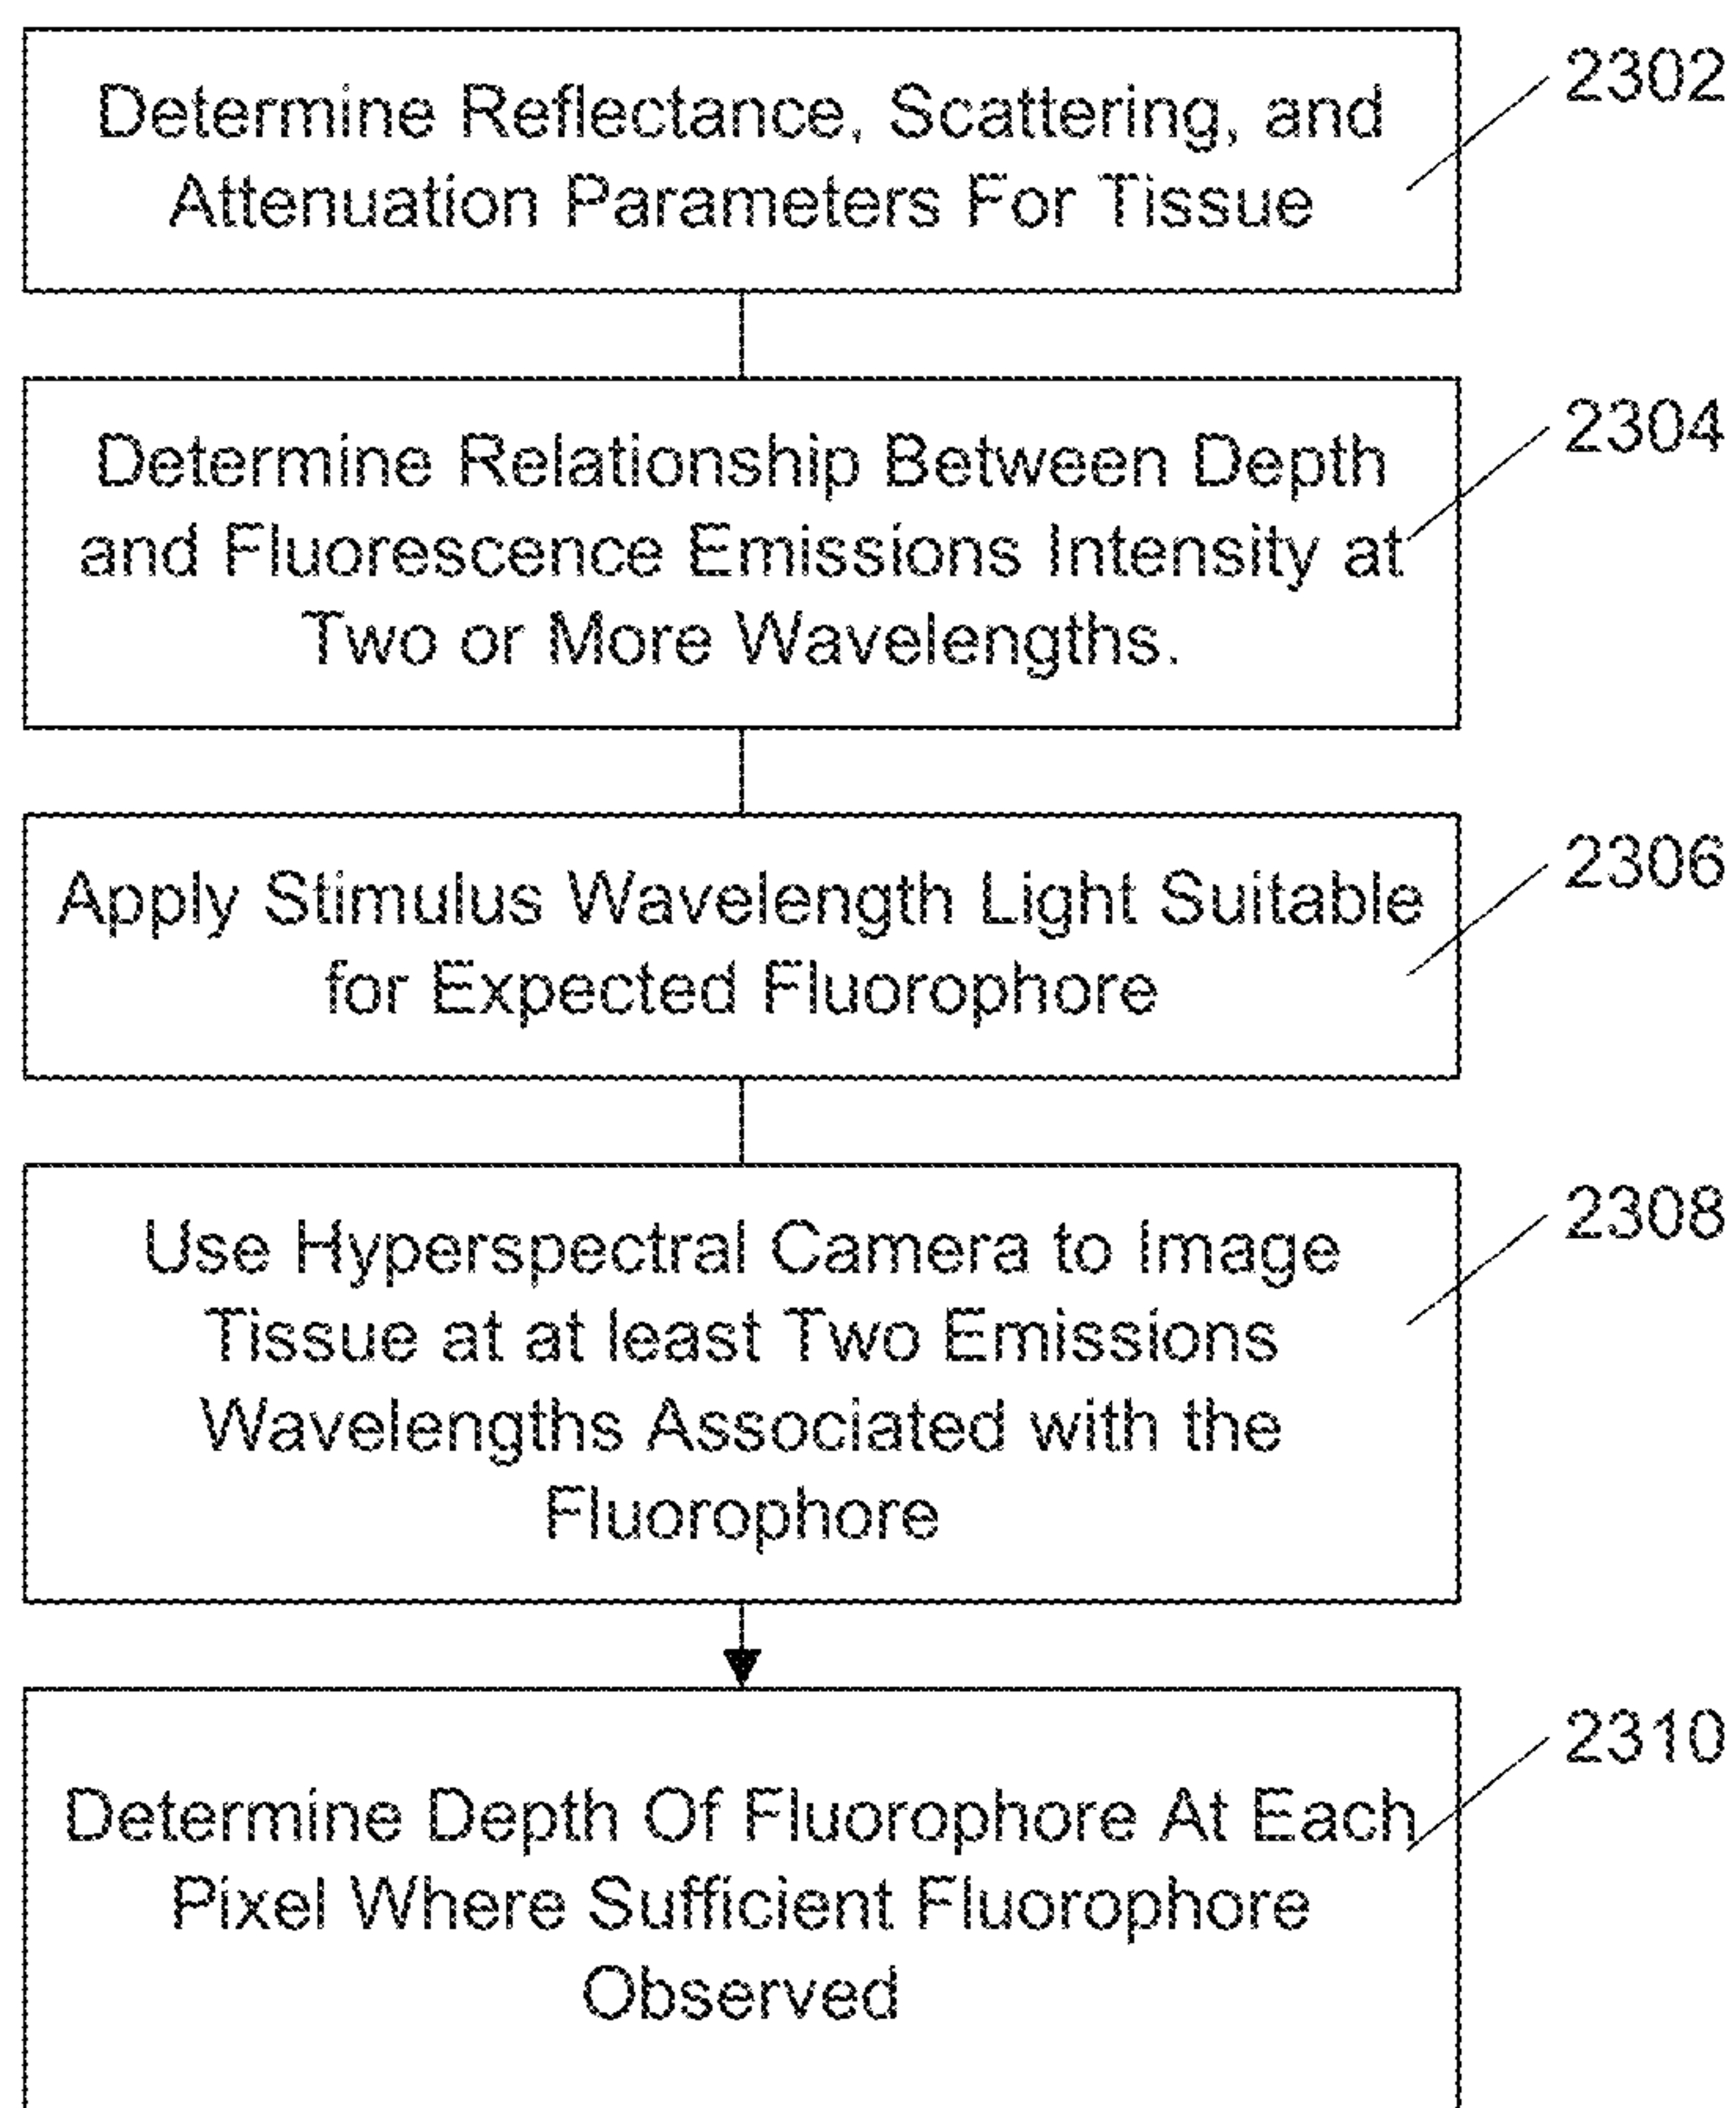 Determine Reflectance, Scattering, and
Attenuation Parameters For Tissue
2302
Determine Relationship Between Depth
and Fluorescence Emissions Intensity at
Two or More Wavelengths.
2304
Apply Stimulus Wavelength Light Suitable
for Expected Fluorophore
2306
Use Hyperspectral Camera to Image
Tissue at at least Two Emissions
Wavelengths Associated with the
Fluorophore
2308
Determine Depth Of Fluorophore At Each
Pixel Where Sufficient Fluorophore
Observed
2310